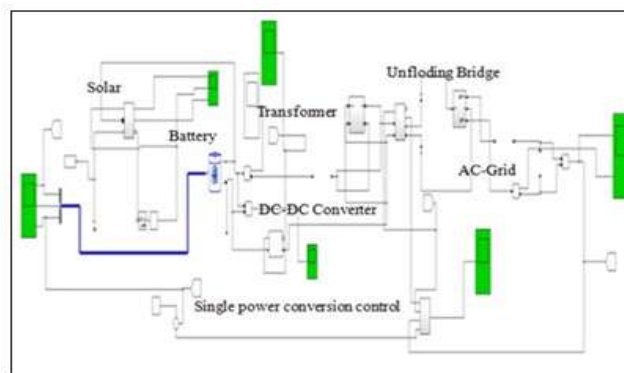 Solar
Unfloding Bridge
Transformer
Battery
AC-Grid
DC-DC Converter
Single power conversion control